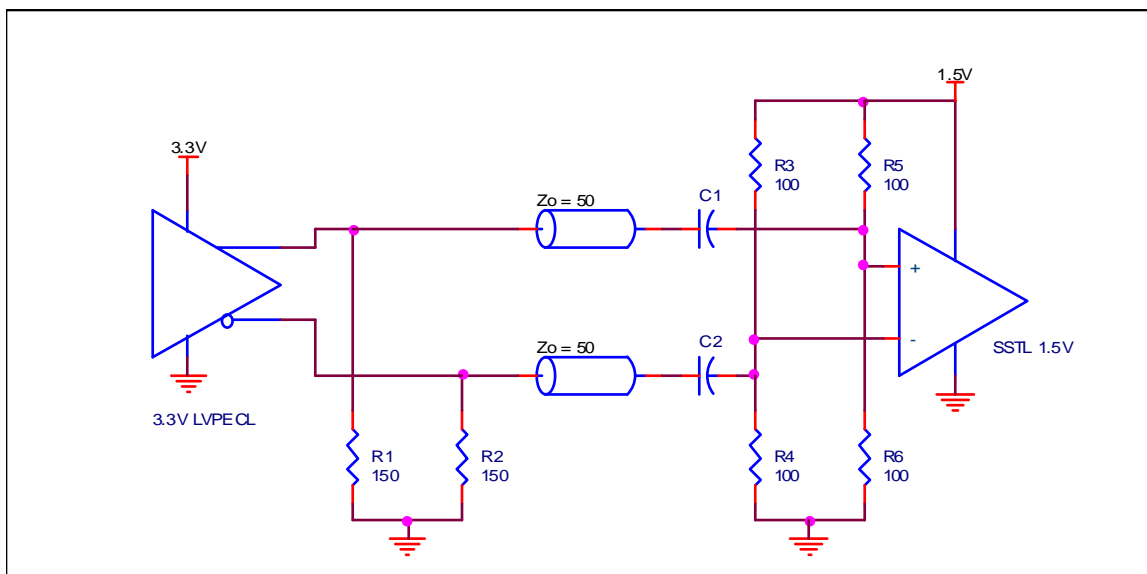 1.5V
3.3V
R3
100
R5
100
Zo = 50
C1
+
-
Zo = 50
C2
SSTL 1.5V
3.3V LVPECL
R1
150
R2
150
R4
100
R6
100